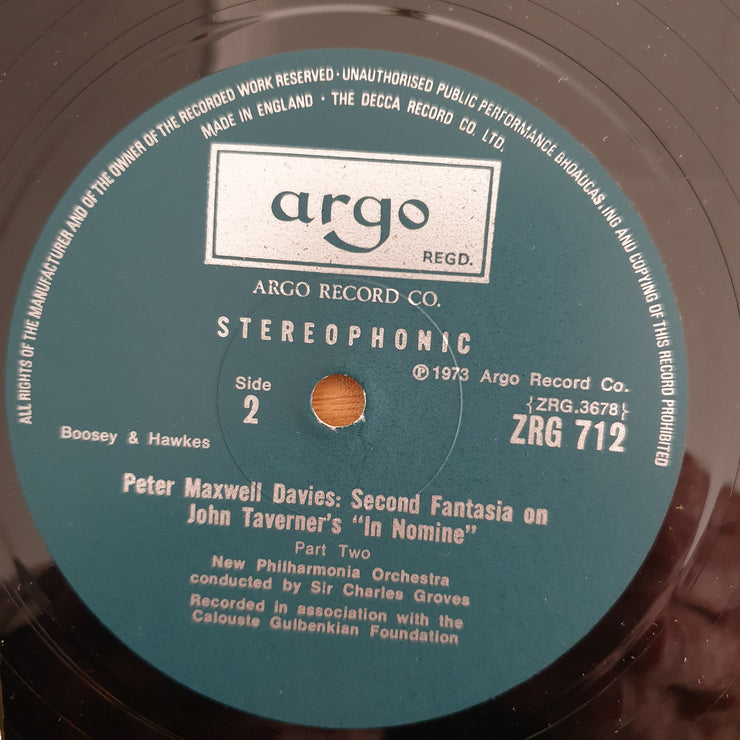 ALL RIGHTS OF THE MANUFACTURER AND OF THE OWNER OF THE RECORDED WORK RESERVED · UNAUTHORISED PUBLIC PERFORMANCE BROADCAS,ING AND COPYING OF THIS RECORD PROHIBITED
MADE IN ENGLAND · THE DECCA RECORD CO. LTD.
argo
REGD.
ARGO RECORD CO.
STEREOPHONIC
℗ 1973 Argo Record Co.
Side
2
{ZRG.3678}
ZRG 712
Boosey & Hawkes
Peter Maxwell Davies: Second Fantasia on
John Taverner's "In Nomine"
Part Two
New Philharmonia Orchestra
conducted by Sir Charles Groves
Recorded in association with the
Calouste Gulbenkian Foundation